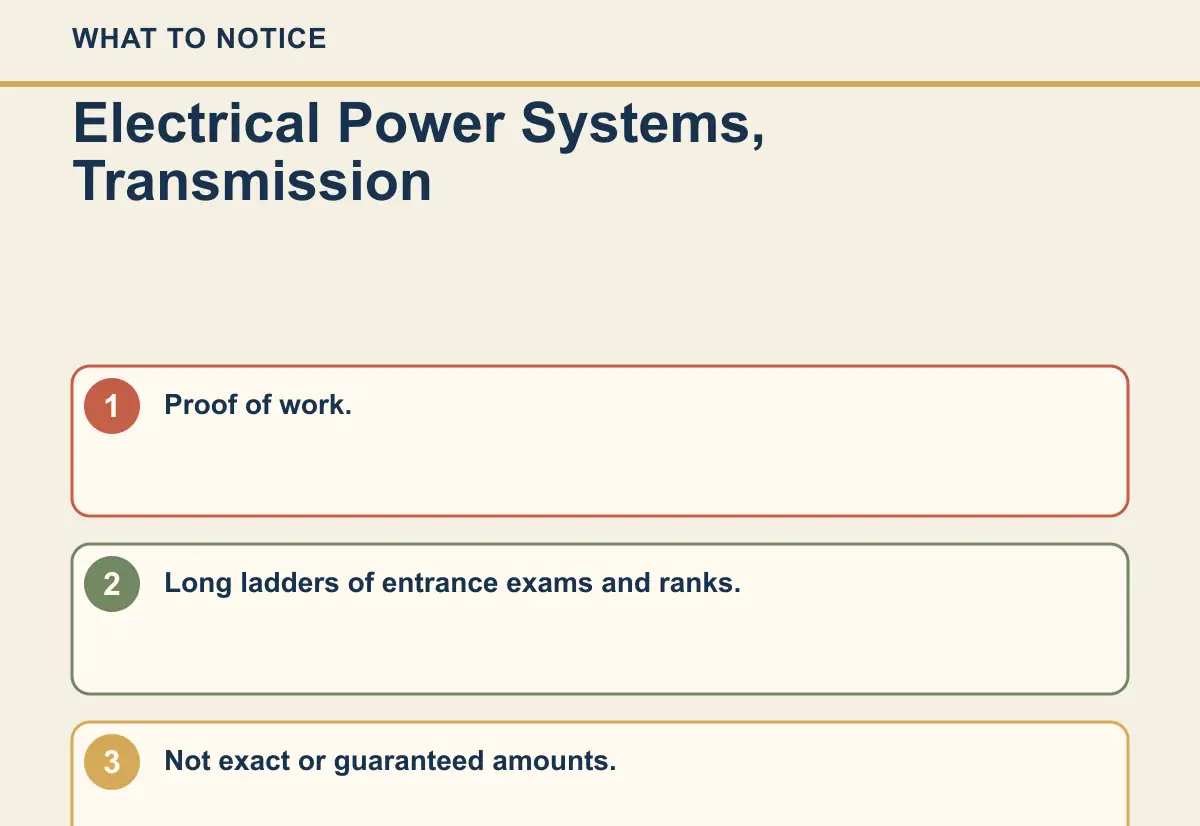 WHAT TO NOTICE
Electrical Power Systems,
Transmission
1
Proof of work.
2
Long ladders of entrance exams and ranks.
3
Not exact or guaranteed amounts.